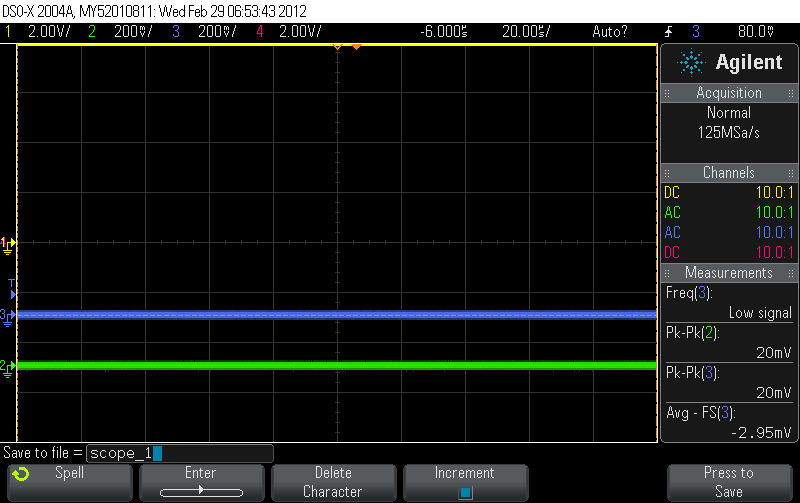 DSO-X 2004A, MY52010811: Wed Feb 29 06:53:43 2012
1 2.00V/ 2 200mV/ 3 200mV/ 4 2.00V/ -6.000s 20.00s/ Auto? 3 80.0mV
Agilent
Acquisition
Normal
125MSa/s
Channels
DC 10.0:1
AC 10.0:1
AC 10.0:1
DC 10.0:1
Measurements
Freq(3):
Low signal
Pk-Pk(2):
20mV
Pk-Pk(3):
20mV
Avg - FS(3):
-2.95mV
1
T
3
2
Save to file = scope_1
Spell
Enter
Delete
Character
Increment
Press to
Save